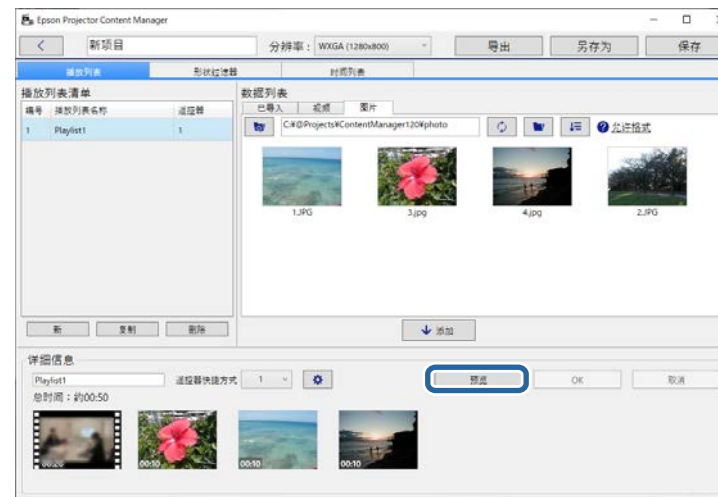 Epson Projector Content Manager
新项目 分辨率： WXGA (1280x800) 导出 另存为 保存
播放列表 形状过滤器 时间列表
播放列表清单 数据列表
编号 播放列表名称 遥控器 已导入 视频 图片
1 Playlist1 1 C:¥@Projects¥ContentManager120¥photo ? 允许格式
1.JPG 3.jpg 4.jpg 2.JPG
新 复制 删除 添加
详细信息
Playlist1 遥控器快捷方式 1 预览 OK 取消
总时间：约00:50
00:20 00:10 00:10 00:10